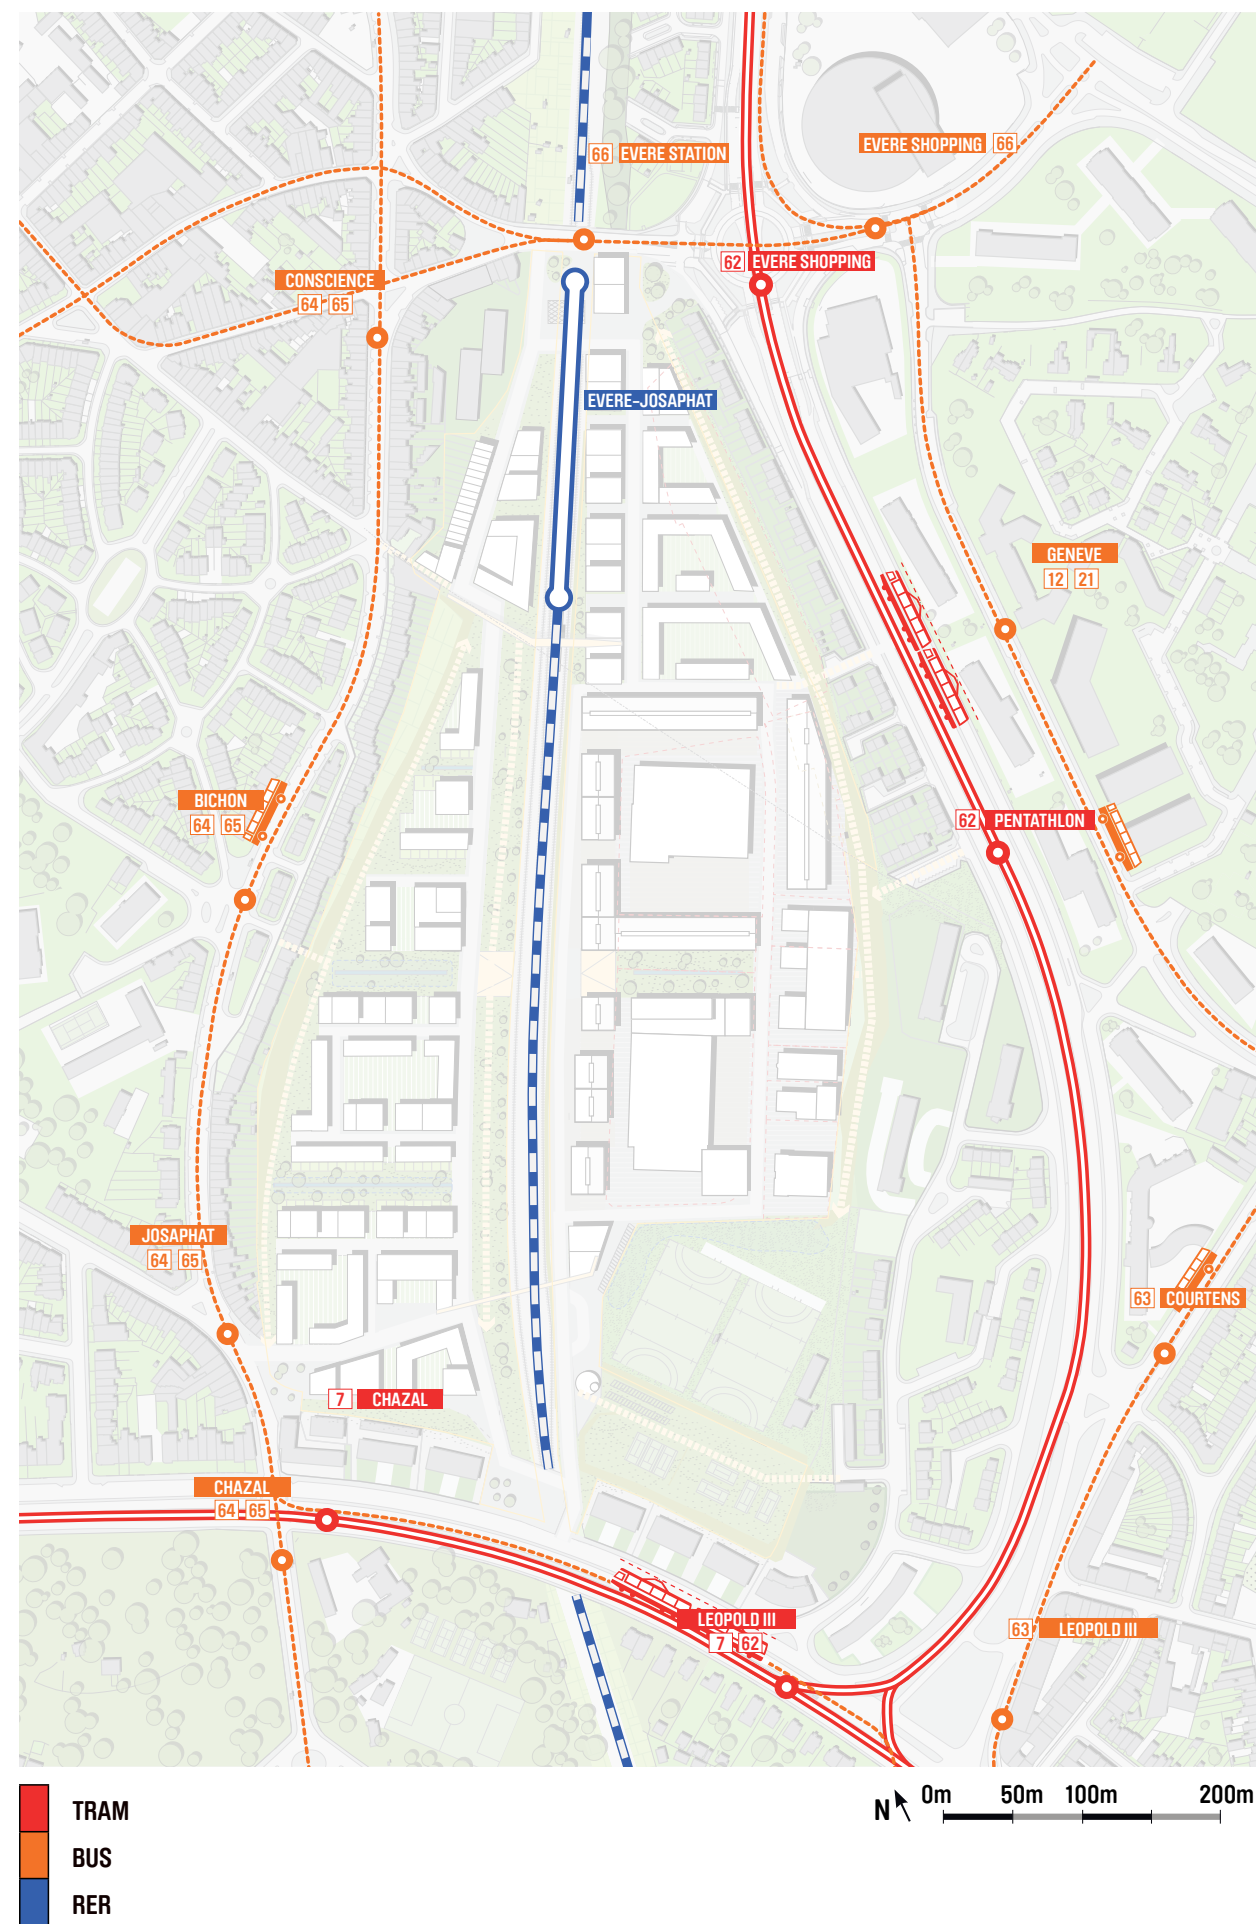 66 EVERE STATION
EVERE SHOPPING 66
62 EVERE SHOPPING
CONSCIENCE
64 65
EVERE-JOSAPHAT
GENEVE
12 21
BICHON
64 65
62 PENTATHLON
JOSAPHAT
64 65
63 COURTENS
7 CHAZAL
CHAZAL
64 65
LEOPOLD III
7 62
63 LEOPOLD III
N 0m 50m 100m 200m
TRAM
BUS
RER